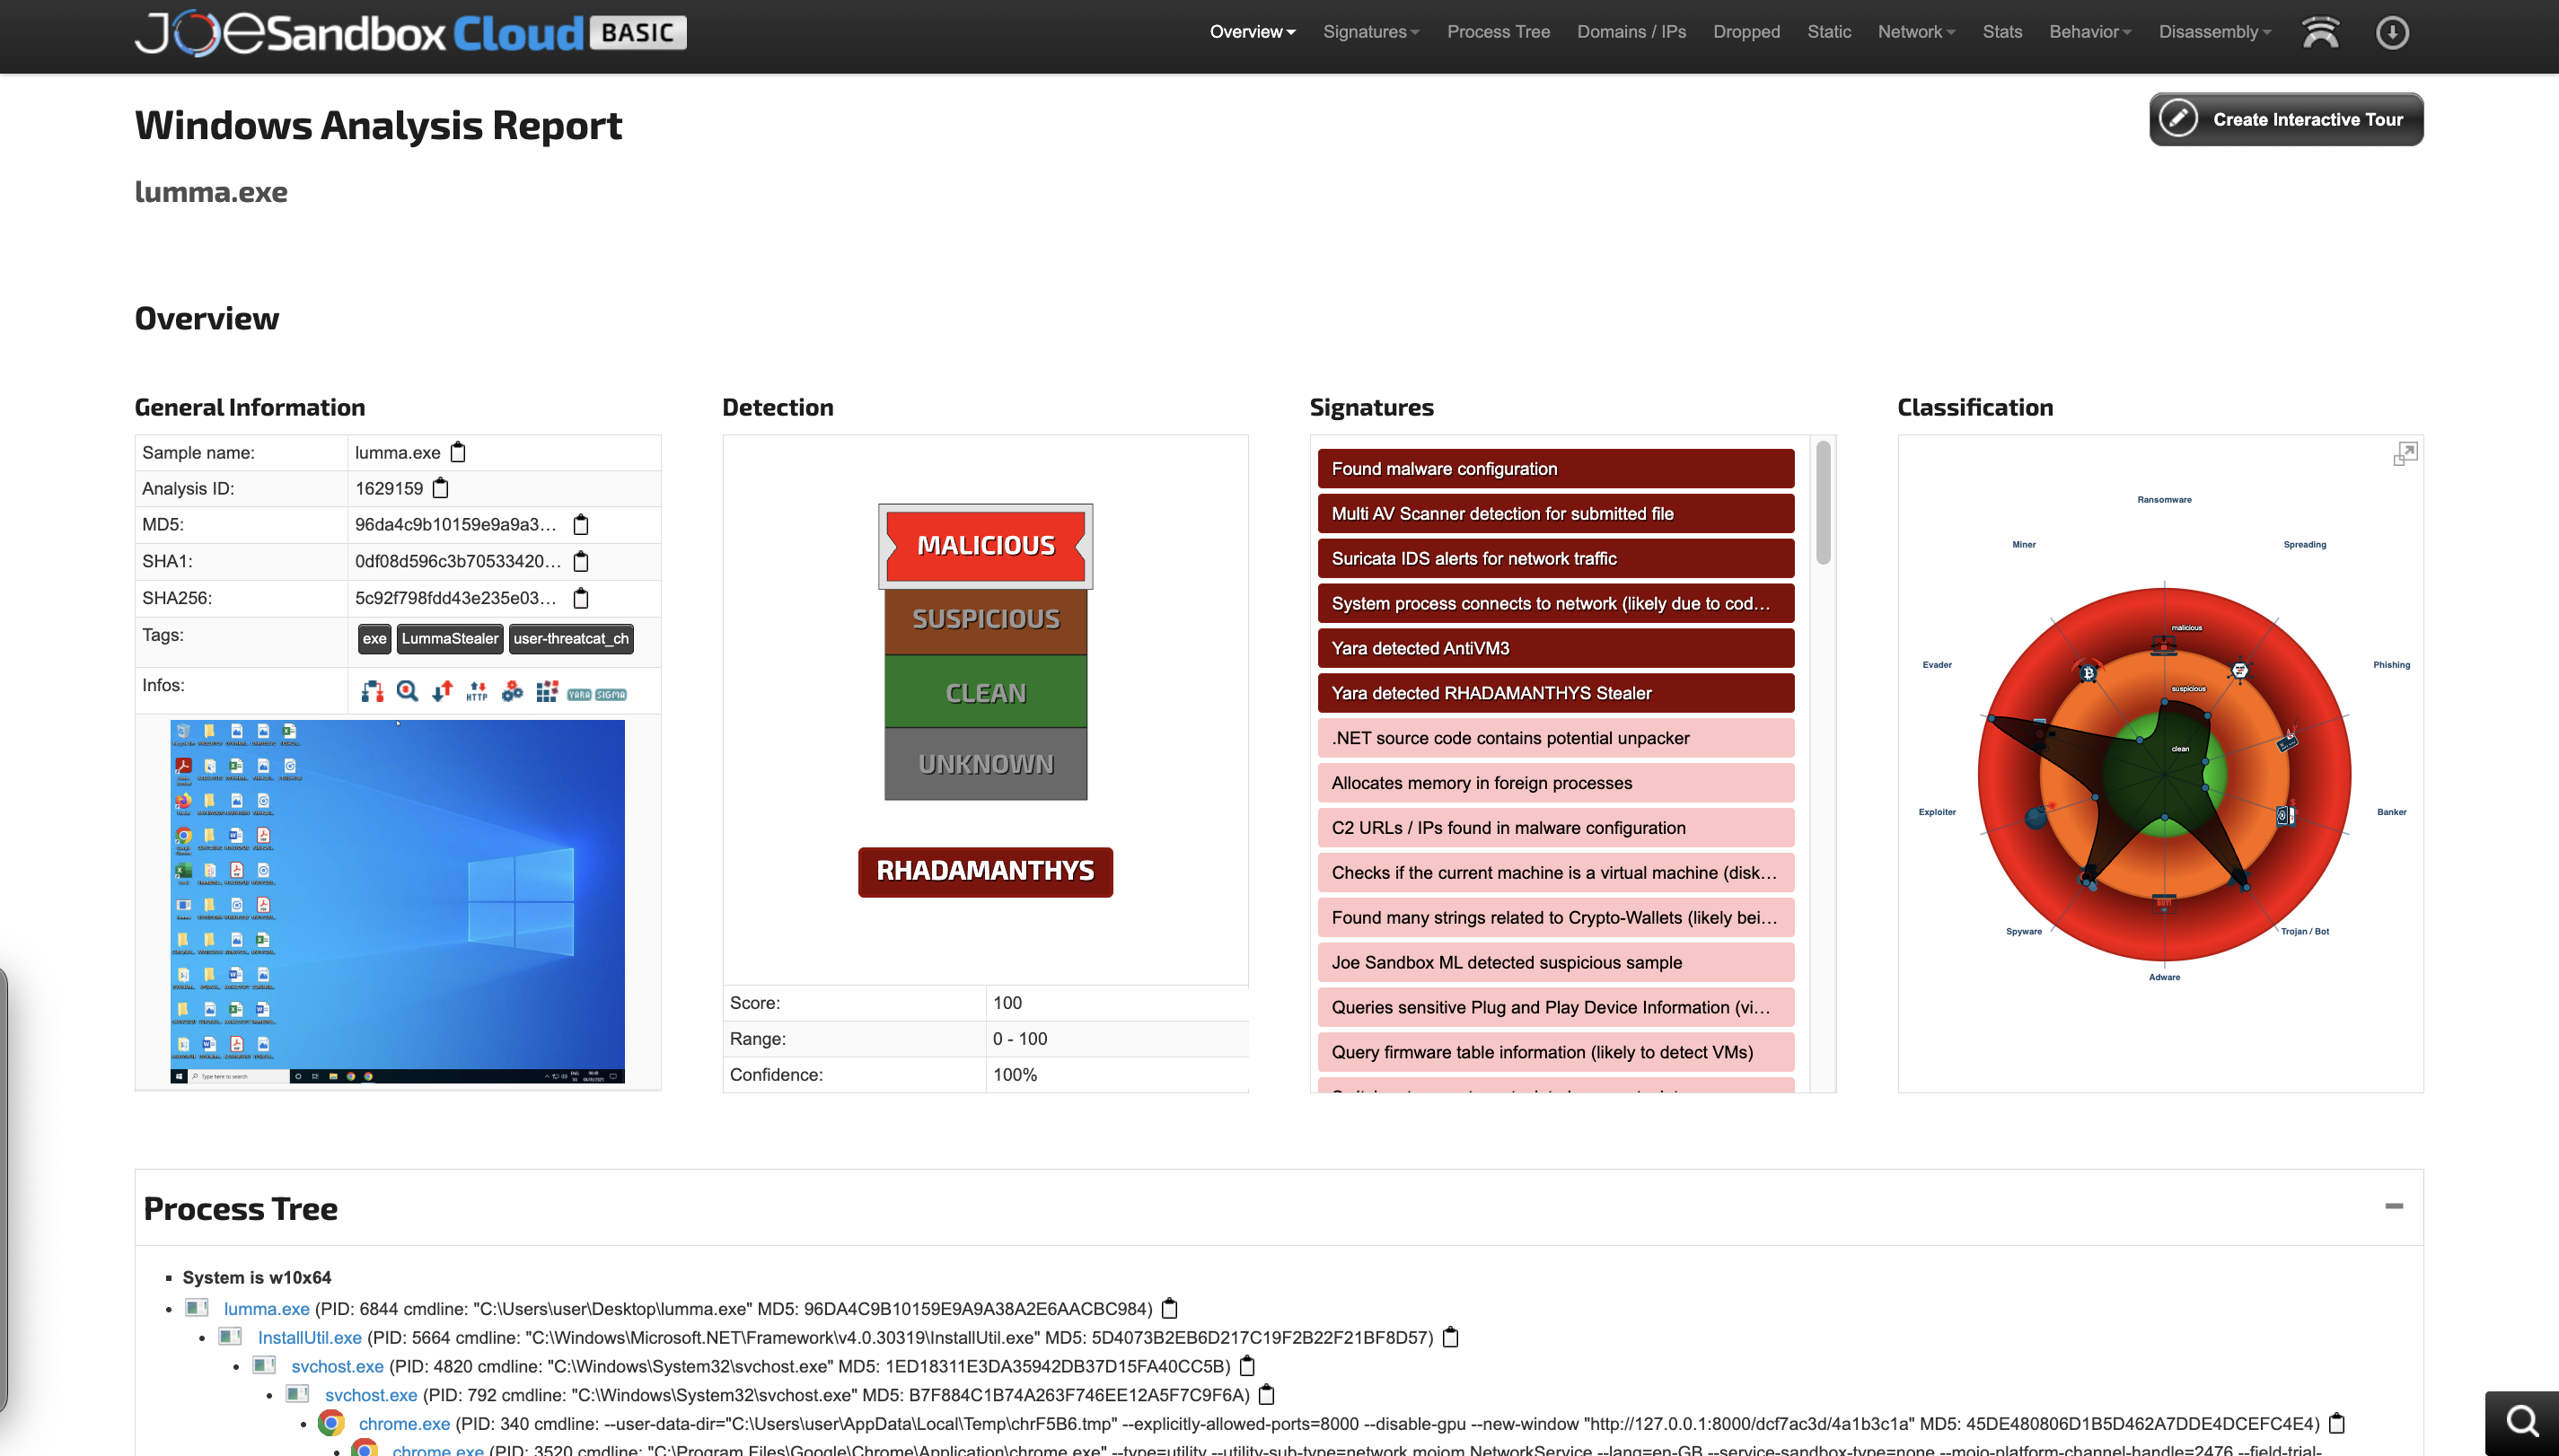 JOeSandbox Cloud BASIC
Overview
Signatures
Process Tree
Domains / IPs
Dropped
Static
Network
Stats
Behavior
Disassembly
Windows Analysis Report
Create Interactive Tour
lumma.exe
Overview
General Information
Sample name: lumma.exe
Analysis ID: 1629159
MD5: 96da4c9b10159e9a9a3...
SHA1: 0df08d596c3b70533420...
SHA256: 5c92f798fdd43e235e03...
Tags: exe LummaStealer user-threatcat_ch
Infos: HTTP YARA SIGMA
Type here to search
Detection
MALICIOUS
SUSPICIOUS
CLEAN
UNKNOWN
RHADAMANTHYS
Score: 100
Range: 0 - 100
Confidence: 100%
Signatures
Found malware configuration
Multi AV Scanner detection for submitted file
Suricata IDS alerts for network traffic
System process connects to network (likely due to cod...
Yara detected AntiVM3
Yara detected RHADAMANTHYS Stealer
.NET source code contains potential unpacker
Allocates memory in foreign processes
C2 URLs / IPs found in malware configuration
Checks if the current machine is a virtual machine (disk...
Found many strings related to Crypto-Wallets (likely bei...
Joe Sandbox ML detected suspicious sample
Queries sensitive Plug and Play Device Information (vi...
Query firmware table information (likely to detect VMs)
Classification
Ransomware
Miner
Spreading
malicious
Evader
Phishing
suspicious
clean
Exploiter
Banker
BUY!
Spyware
Trojan / Bot
Adware
Process Tree
System is w10x64
lumma.exe (PID: 6844 cmdline: "C:\Users\user\Desktop\lumma.exe" MD5: 96DA4C9B10159E9A9A38A2E6AACBC984)
InstallUtil.exe (PID: 5664 cmdline: "C:\Windows\Microsoft.NET\Framework\v4.0.30319\InstallUtil.exe" MD5: 5D4073B2EB6D217C19F2B22F21BF8D57)
svchost.exe (PID: 4820 cmdline: "C:\Windows\System32\svchost.exe" MD5: 1ED18311E3DA35942DB37D15FA40CC5B)
svchost.exe (PID: 792 cmdline: "C:\Windows\System32\svchost.exe" MD5: B7F884C1B74A263F746EE12A5F7C9F6A)
chrome.exe (PID: 340 cmdline: --user-data-dir="C:\Users\user\AppData\Local\Temp\chrF5B6.tmp" --explicitly-allowed-ports=8000 --disable-gpu --new-window "http://127.0.0.1:8000/dcf7ac3d/4a1b3c1a" MD5: 45DE480806D1B5D462A7DDE4DCEFC4E4)
chrome.exe (PID: 3520 cmdline: "C:\Program Files\Google\Chrome\Application\chrome.exe" --type=utility --utility-sub-type=network.mojom.NetworkService --lang=en-GB --service-sandbox-type=none --mojo-platform-channel-handle=2476 --field-trial-